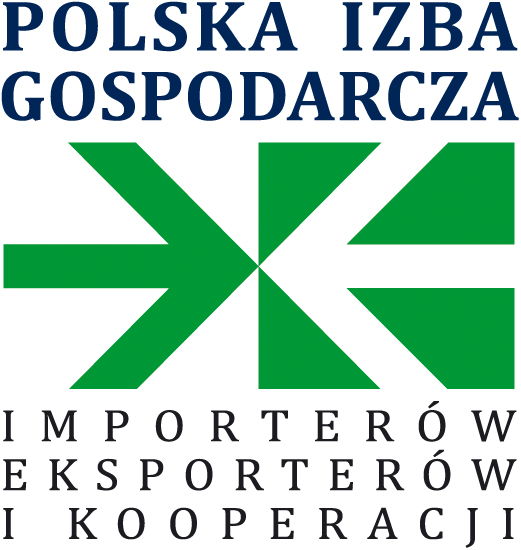 POLSKA IZBA
GOSPODARCZA
IMPORTERÓW
EKSPORTERÓW
I KOOPERACJI